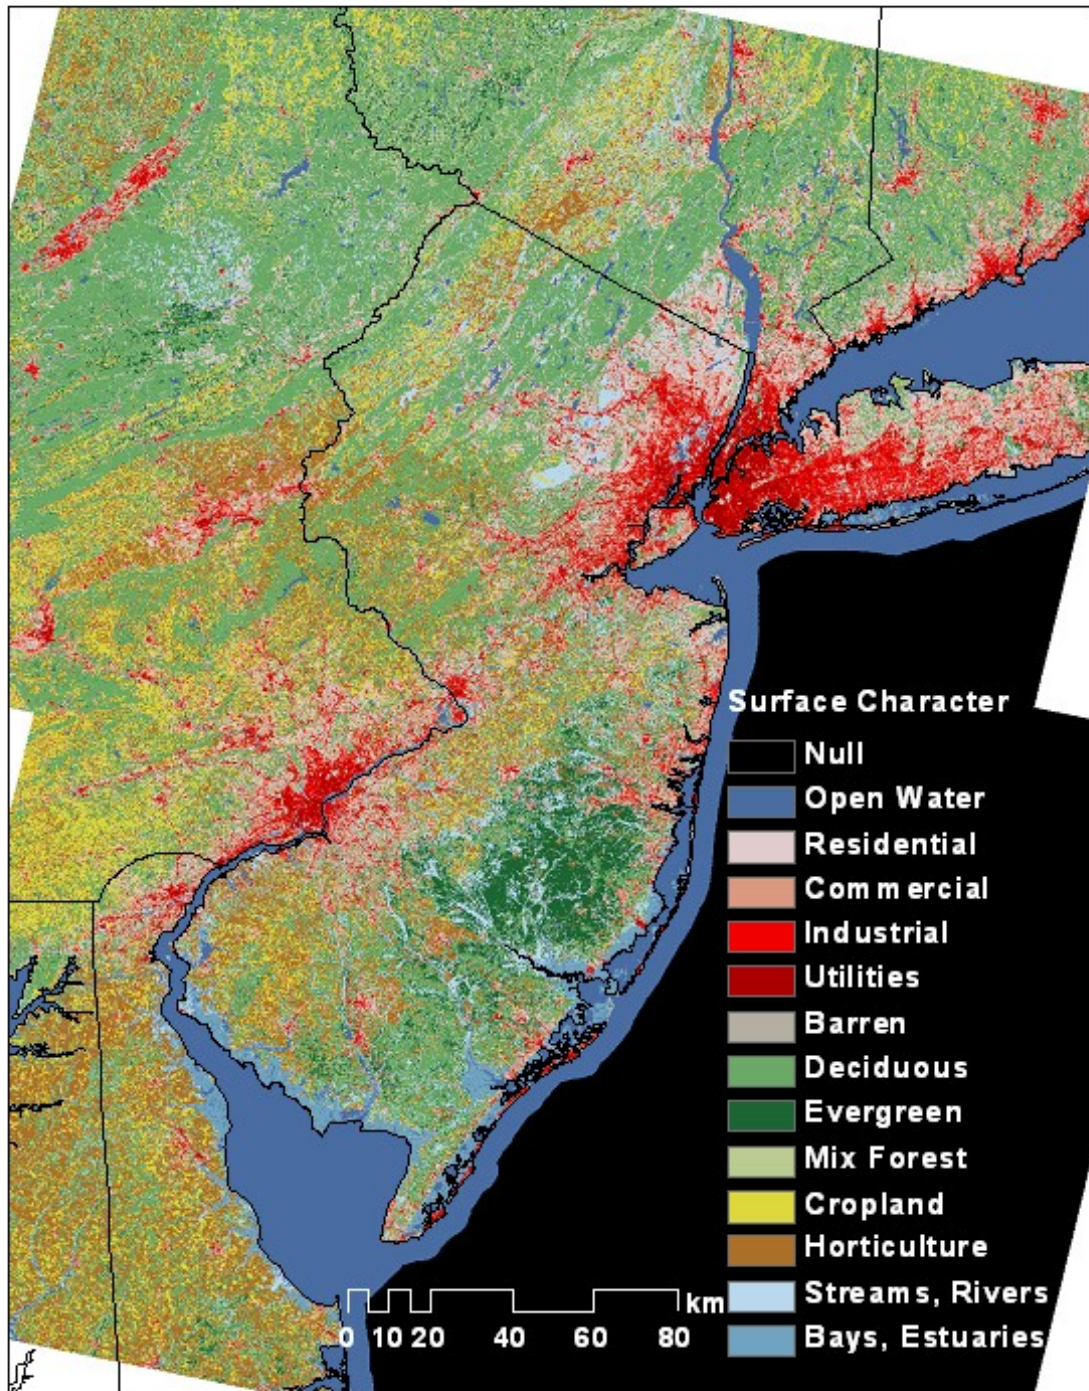 Surface Character
Null
Open Water
Residential
Commercial
Industrial
Utilities
Barren
Deciduous
Evergreen
Mix Forest
Cropland
Horticulture
Streams, Rivers
Bays, Estuaries
km
0 10 20 40 60 80